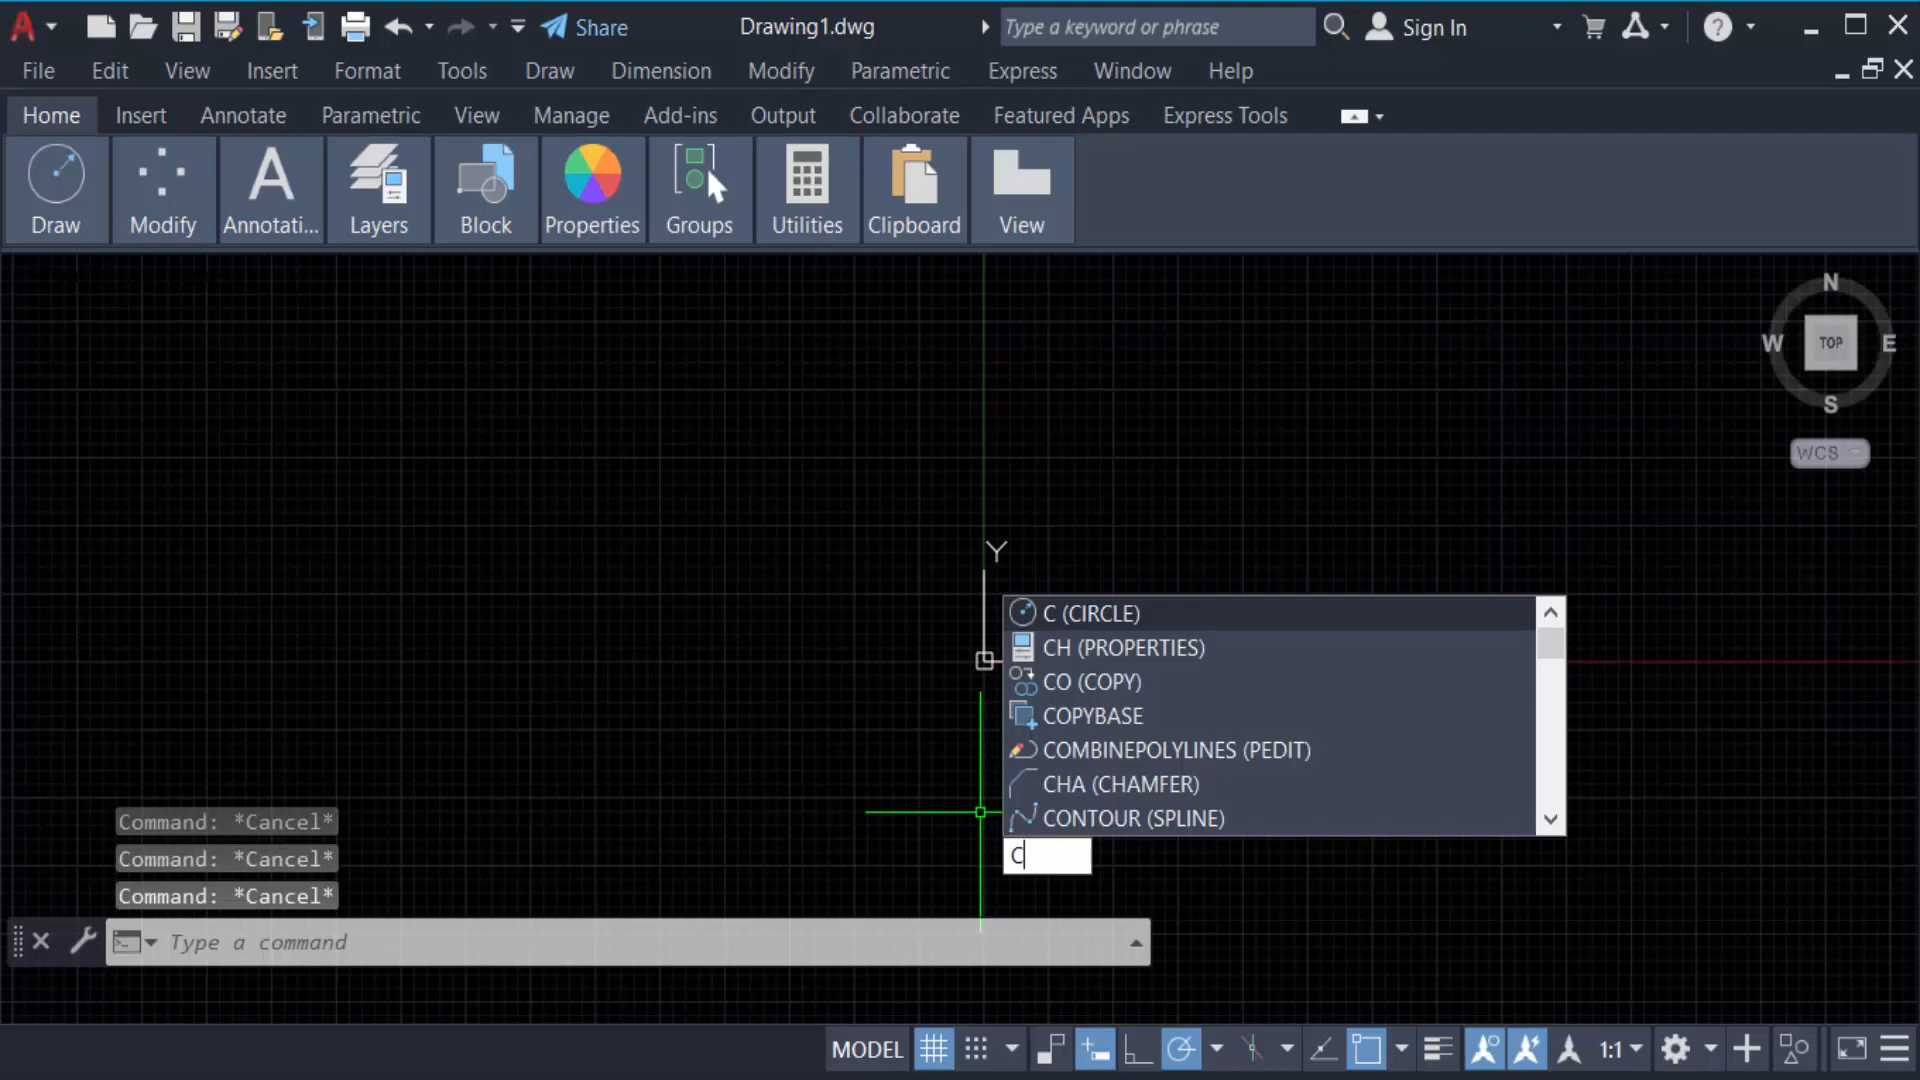 Share
Drawing1.dwg
Type a keyword or phrase
Sign In
File Edit View Insert Format Tools Draw Dimension Modify Parametric Express Window Help
Home Insert Annotate Parametric View Manage Add-ins Output Collaborate Featured Apps Express Tools
Draw Modify Annotati... Layers Block Properties Groups Utilities Clipboard View
N
W TOP E
S
WCS
Y
C (CIRCLE)
CH (PROPERTIES)
CO (COPY)
COPYBASE
COMBINEPOLYLINES (PEDIT)
CHA (CHAMFER)
CONTOUR (SPLINE)
C
Command: *Cancel*
Command: *Cancel*
Command: *Cancel*
Type a command
MODEL 1:1